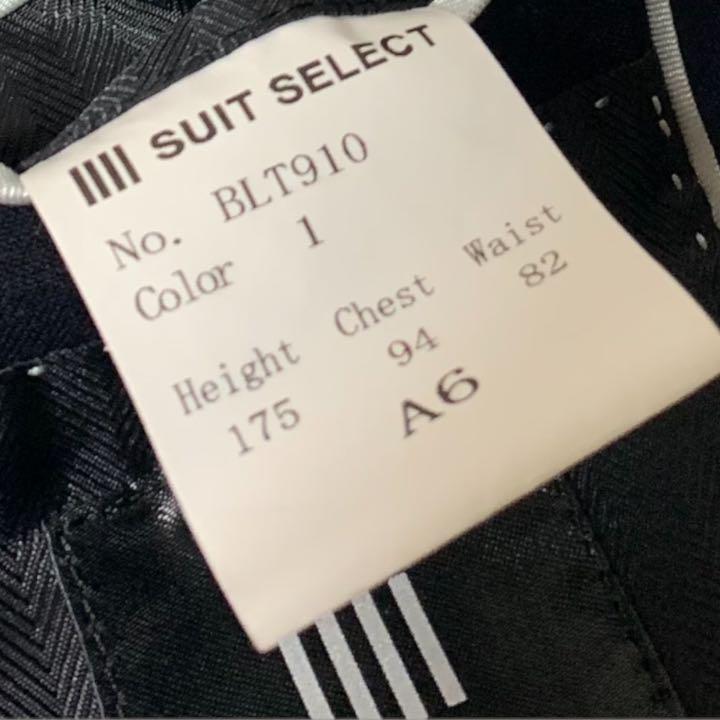 SUIT SELECT
No. BLT910
Color 1
Height Chest Waist
175 94 82
A6